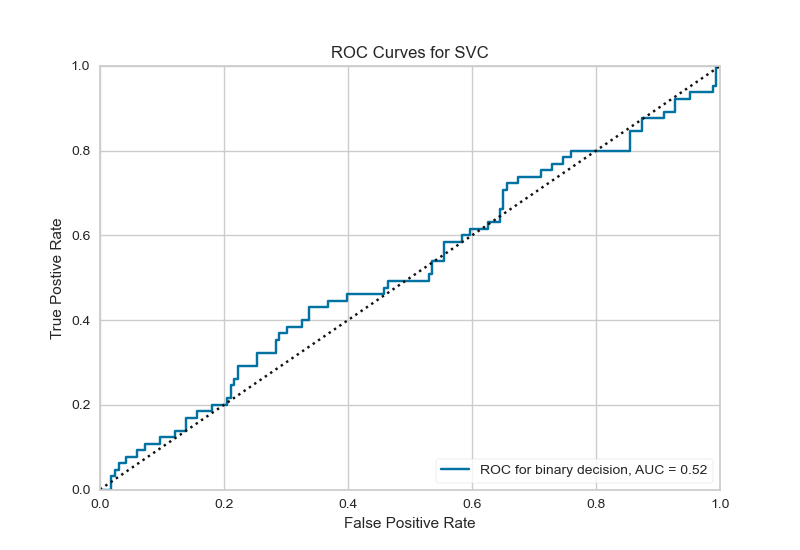 ROC Curves for SVC
1.0
0.8
0.6
0.4
0.2
0.0
True Postive Rate
ROC for binary decision, AUC = 0.52
0.0 0.2 0.4 0.6 0.8 1.0
False Positive Rate